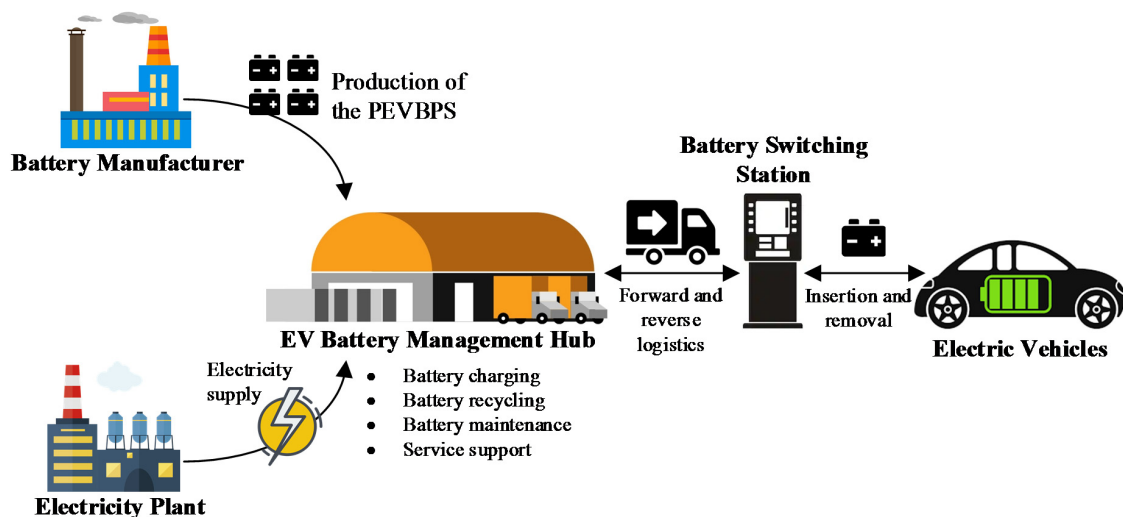 Production of
the PEVBPS
Battery Manufacturer
Battery Switching
Station
Forward and
reverse
logistics
Insertion and
removal
EV Battery Management Hub
Electric Vehicles
Electricity
supply
• Battery charging
• Battery recycling
• Battery maintenance
• Service support
Electricity Plant